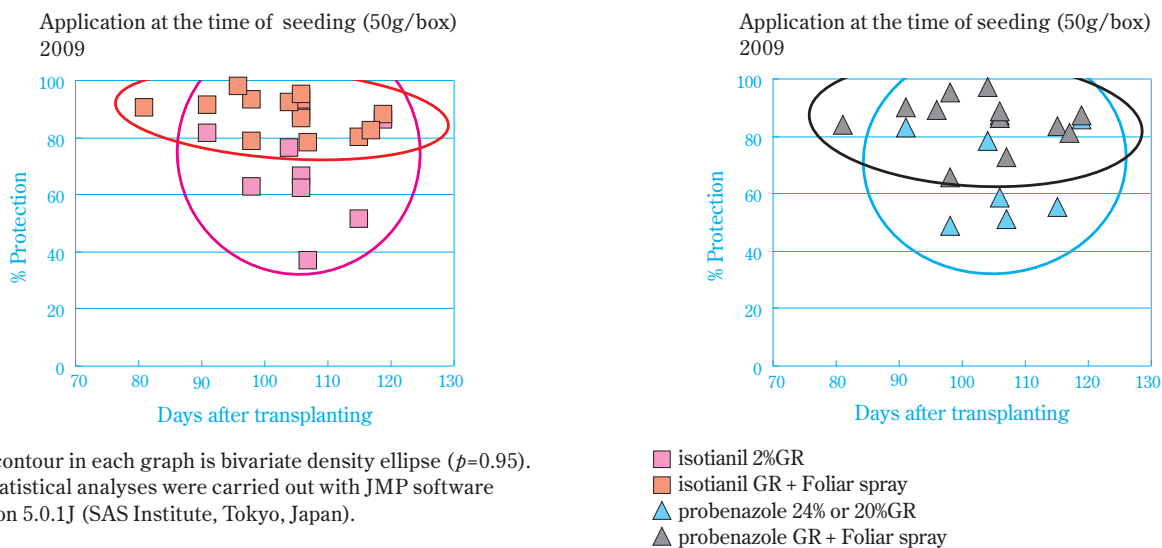 Application at the time of seeding (50g/box)
2009
100
80
60
40
20
0
70 80 90 100 110 120 130
% Protection
Days after transplanting
Application at the time of seeding (50g/box)
2009
100
80
60
40
20
0
70 80 90 100 110 120 130
% Protection
Days after transplanting
contour in each graph is bivariate density ellipse (p=0.95).
atistical analyses were carried out with JMP software
on 5.0.1J (SAS Institute, Tokyo, Japan).
isotianil 2%GR
isotianil GR + Foliar spray
probenazole 24% or 20%GR
probenazole GR + Foliar spray